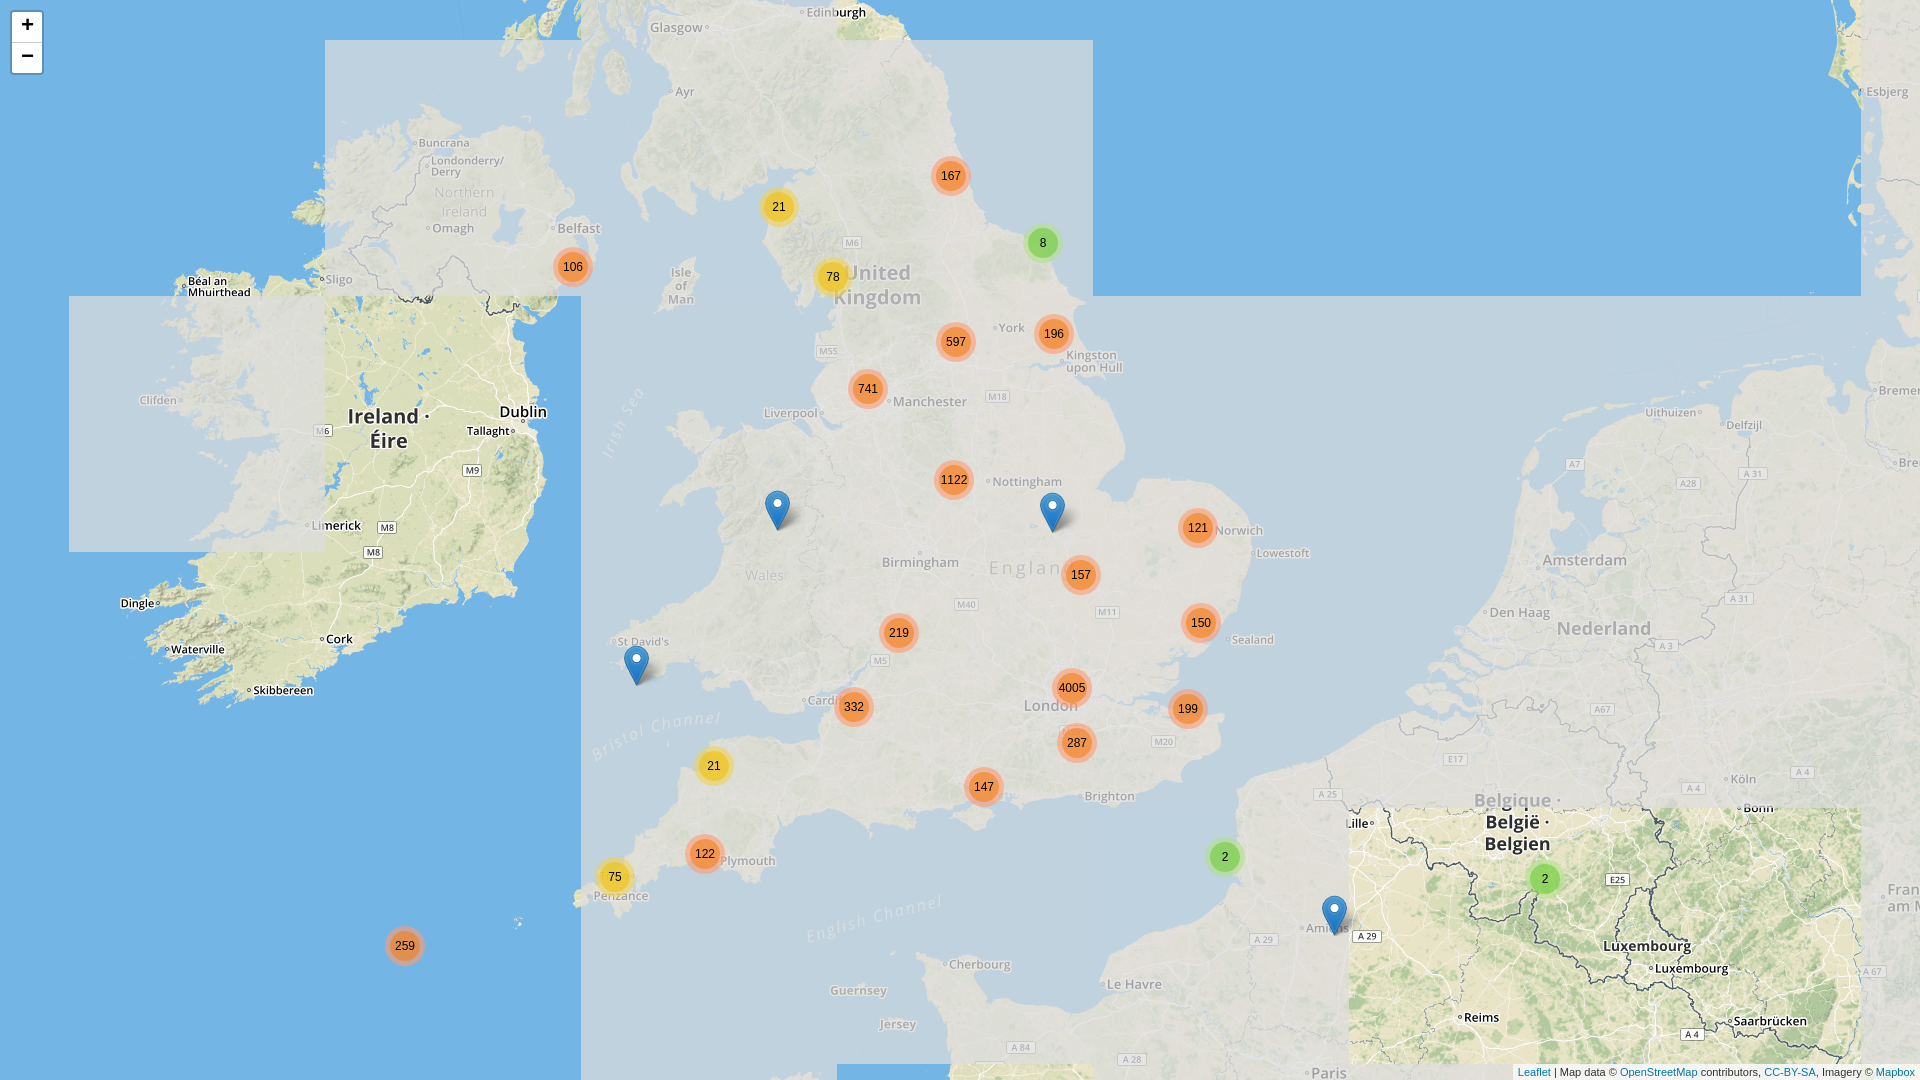 +
−
Edinburgh
Glasgow
Ayr
Esbjerg
Buncrana
Londonderry/
Derry
Northern
Ireland
Omagh
Belfast
167
21
8
M6
106
78
United
Kingdom
Isle
of
Man
Sligo
Béal an
Mhuirthead
York
196
597
M55
Kingston
upon Hull
741
Manchester
M18
Liverpool
Clifden
Ireland ·
Éire
Dublin
Tallaght
M6
M9
Irish Sea
Uithuizen
Delfzijl
A7
A 31
A28
1122
Nottingham
121
Norwich
Lowestoft
Limerick
M8
M8
Birmingham
England
Wales
157
Amsterdam
Dingle
Waterville
Cork
Skibbereen
M40
M11
150
Sealand
219
M5
St David's
Den Haag
Nederland
A 31
A 3
4005
London
Cardiff
332
199
A67
Bristol Channel
287
M20
E17
21
147
Brighton
A 25
Köln
A 4
Belgique ·
België ·
Belgien
Bonn
Lille
122
Plymouth
75
Penzance
2
2
E25
English Channel
259
Amiens
A 29
A 29
Luxembourg
Luxembourg
Cherbourg
Le Havre
Guernsey
Jersey
A 67
Reims
Saarbrücken
A 4
A 84
A 28
Paris
Leaflet | Map data © OpenStreetMap contributors, CC-BY-SA, Imagery © Mapbox